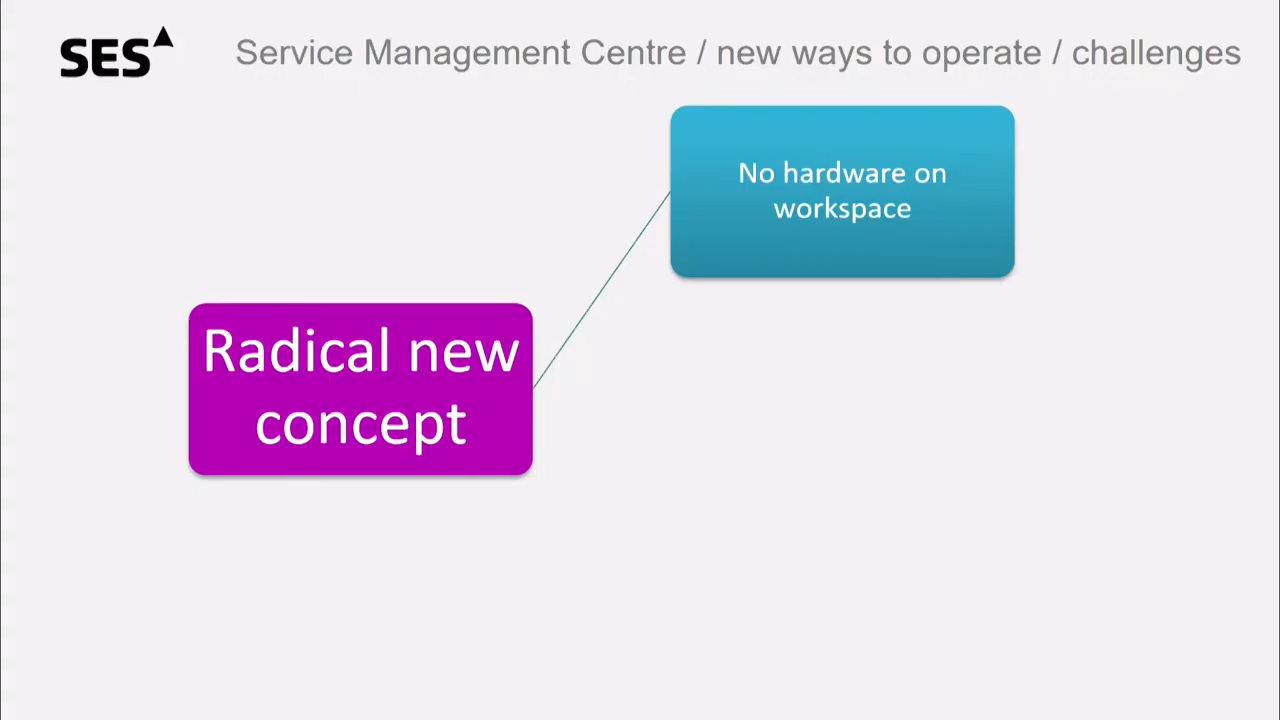 SES
Service Management Centre / new ways to operate / challenges
No hardware on
workspace
Radical new
concept